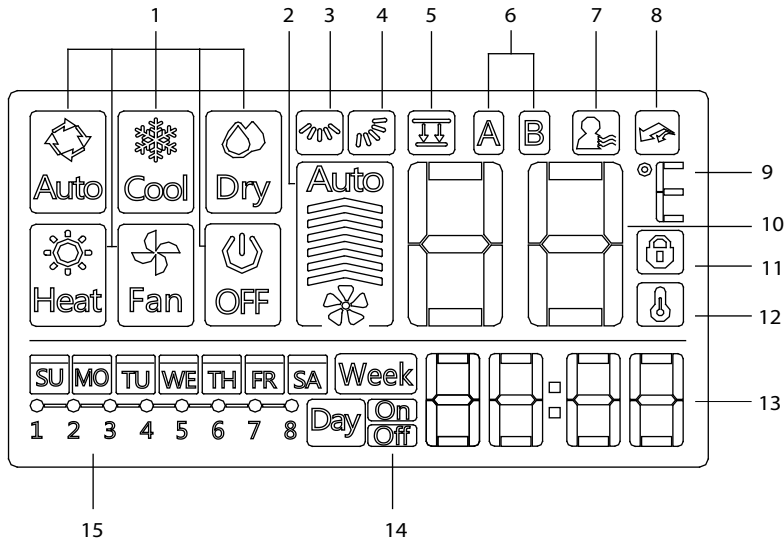 1 2 3 4 5 6 7 8
Auto Cool Dry Auto A B
9
10
Heat Fan OFF
11
12
SU MO TU WE TH FR SA Week 88:88
13
1 2 3 4 5 6 7 8 Day On
Off
15 14